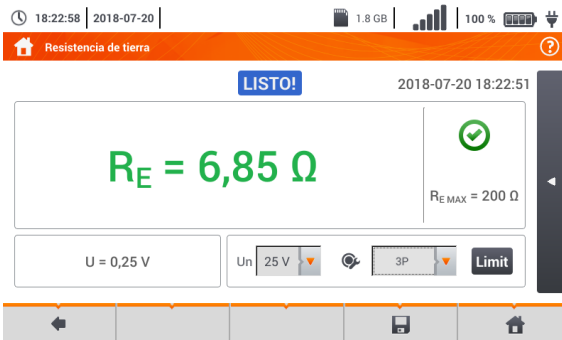 18:22:58 2018-07-20 1.8 GB 100 %
Resistencia de tierra ?
LISTO! 2018-07-20 18:22:51
RE = 6,85 Ω
RE MAX = 200 Ω
U = 0,25 V Un 25 V 3P Limit